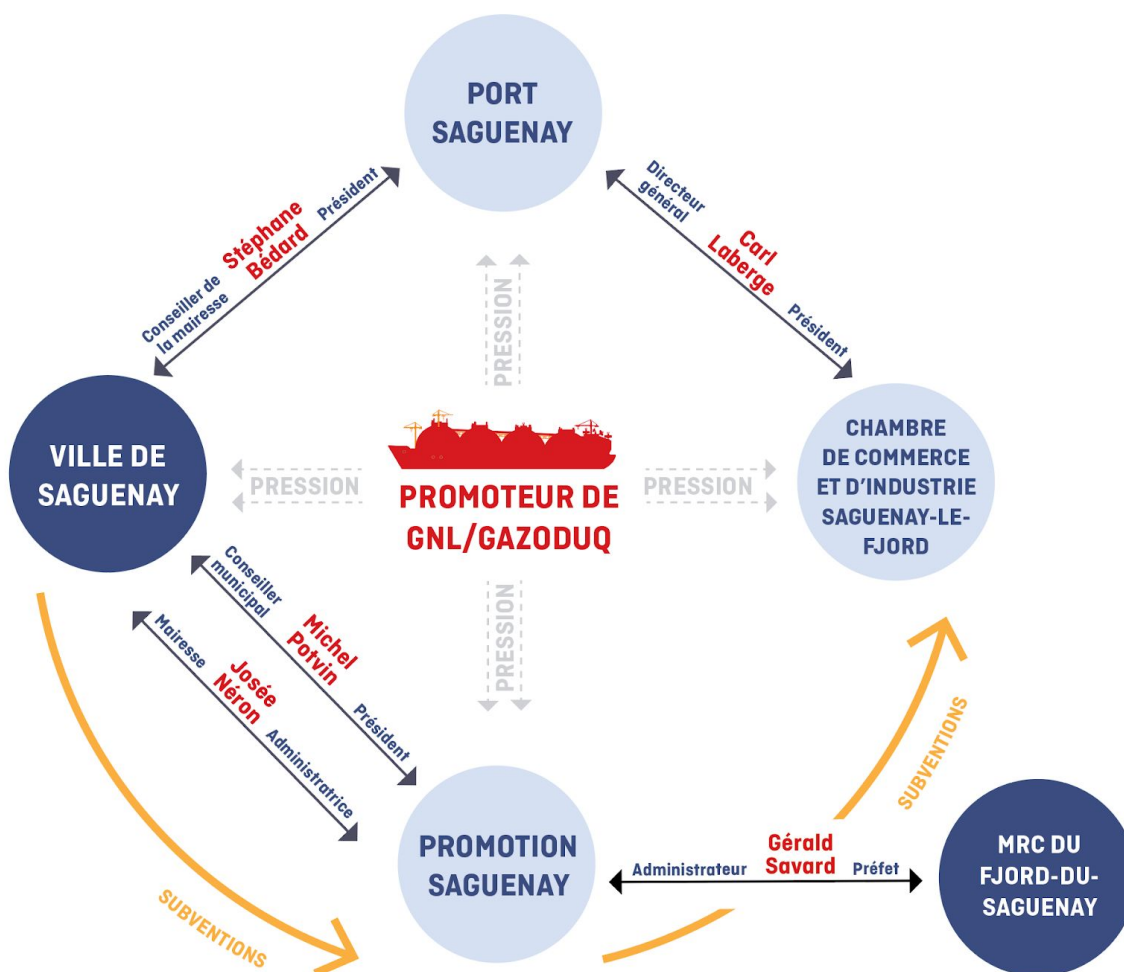 PORT
SAGUENAY
Conseiller de
la mairesse
Stéphane
Bédard
Président
Directeur
général
Carl
Laberge
Président
PRESSION
VILLE DE
SAGUENAY
PRESSION
PROMOTEUR DE
GNL/GAZODUQ
PRESSION
CHAMBRE
DE COMMERCE
ET D'INDUSTRIE
SAGUENAY-LE-
FJORD
Conseiller
municipal
Michel
Potvin
Président
Mairesse
Josée
Néron
Administratrice
PRESSION
SUBVENTIONS
PROMOTION
SAGUENAY
SUBVENTIONS
Administrateur
Gérald
Savard
Préfet
MRC DU
FJORD-DU-
SAGUENAY